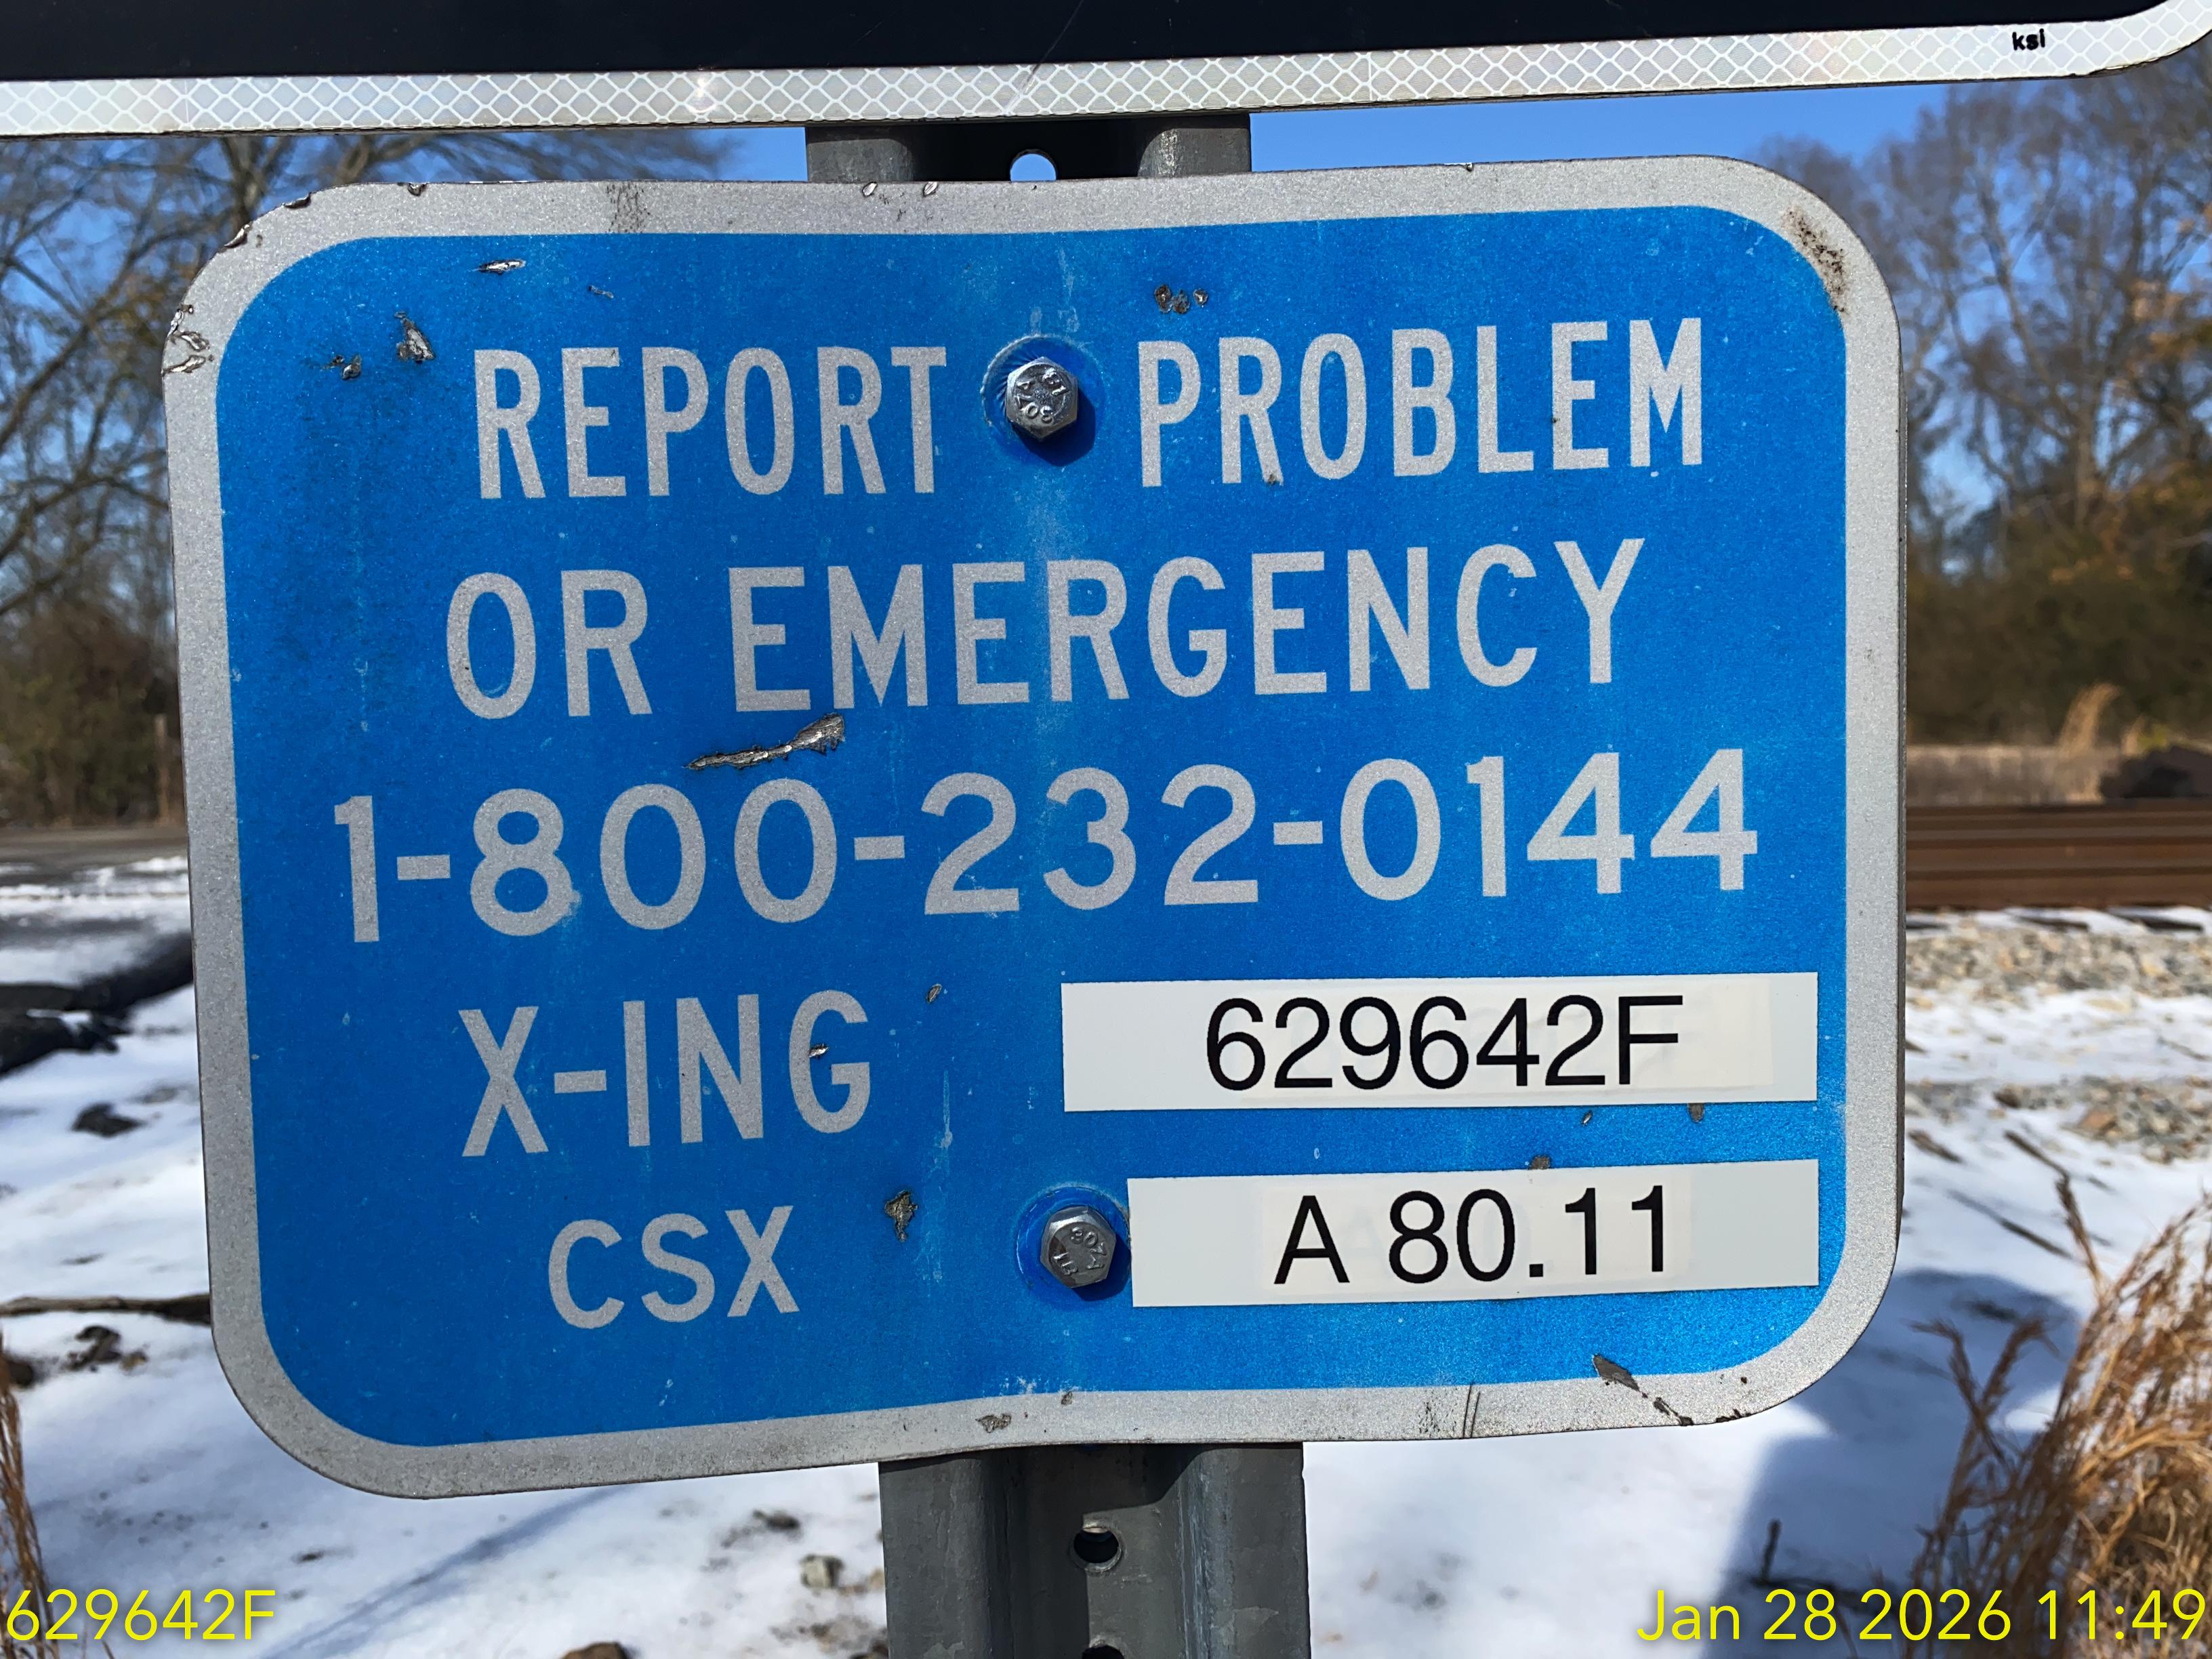 ksi
REPORT PROBLEM
OR EMERGENCY
1-800-232-0144
X-ING 629642F
CSX A 80.11
629642F
Jan 28 2026 11:49